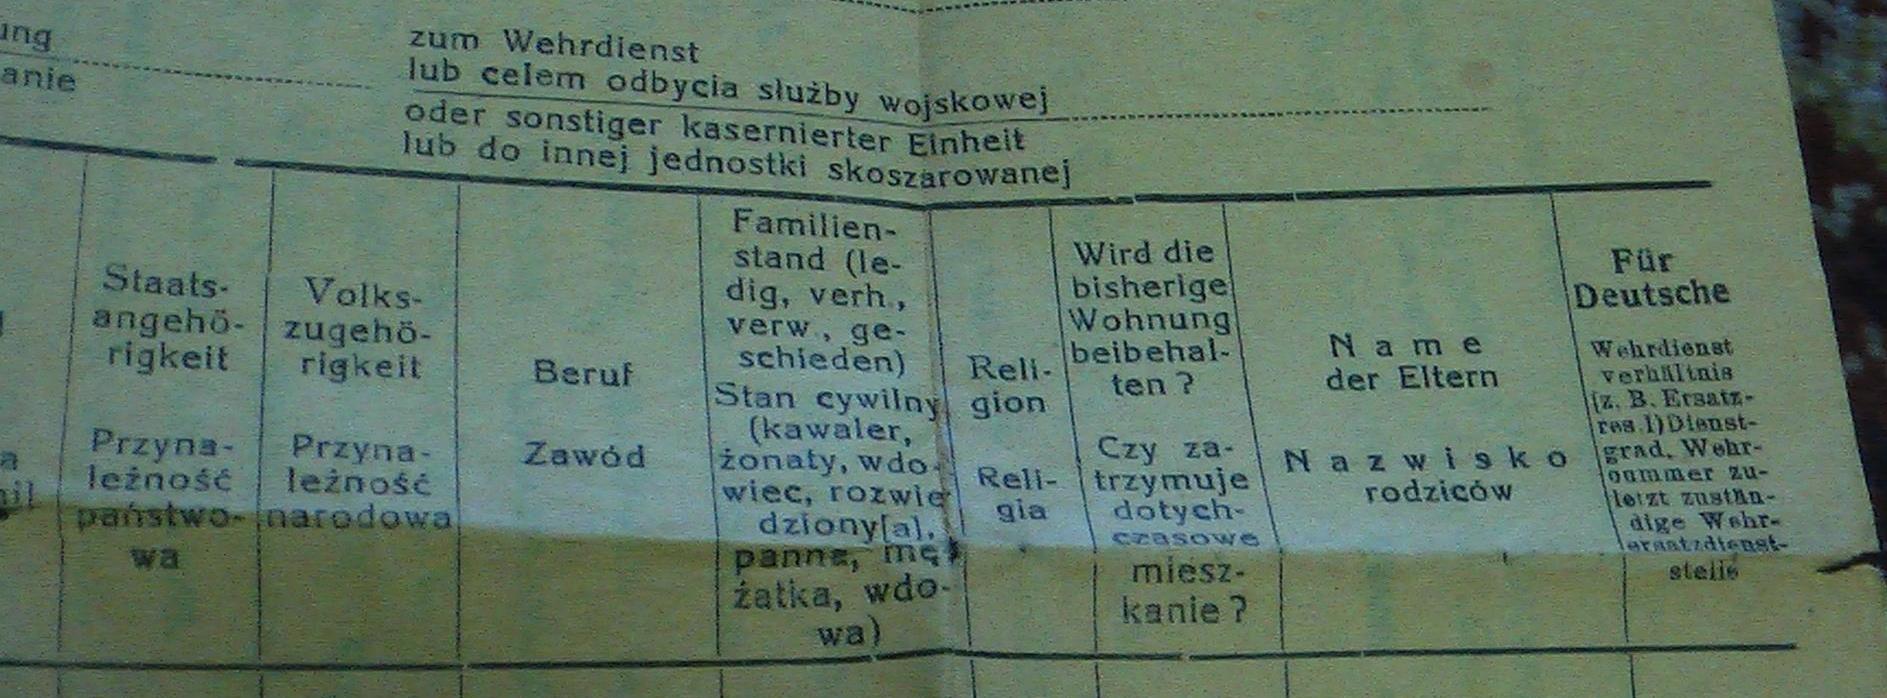 ung
anie
zum Wehrdienst
lub celem odbycia służby wojskowej
oder sonstiger kasernierter Einheit
lub do innej jednostki skoszarowanej
Staats-
angehö-
rigkeit
Przyna-
leżność
państwo-
wa
Volks-
zugehö-
rigkeit
Przyna-
leżność
narodowa
Beruf
Zawód
Familien-
stand (le-
dig, verh.,
verw., ge-
schieden)
Stan cywilny
(kawaler,
żonaty, wdo-
wiec, rozwie
dziony[a],
panna, mę
żatka, wdo-
wa)
Reli-
gion
Reli-
gia
Wird die
bisherige
Wohnung
beibehal-
ten ?
Czy za-
trzymuje
dotych-
czasowe
miesz-
kanie ?
Name
der Eltern
Nazwisko
rodziców
Für
Deutsche
Wehrdienst
verhältnis
(z. B. Ersatz-
res. I) Dienst-
grad, Wehr-
nummer zu-
letzt zustän-
dige Wehr-
ersatzdienst-
stelle